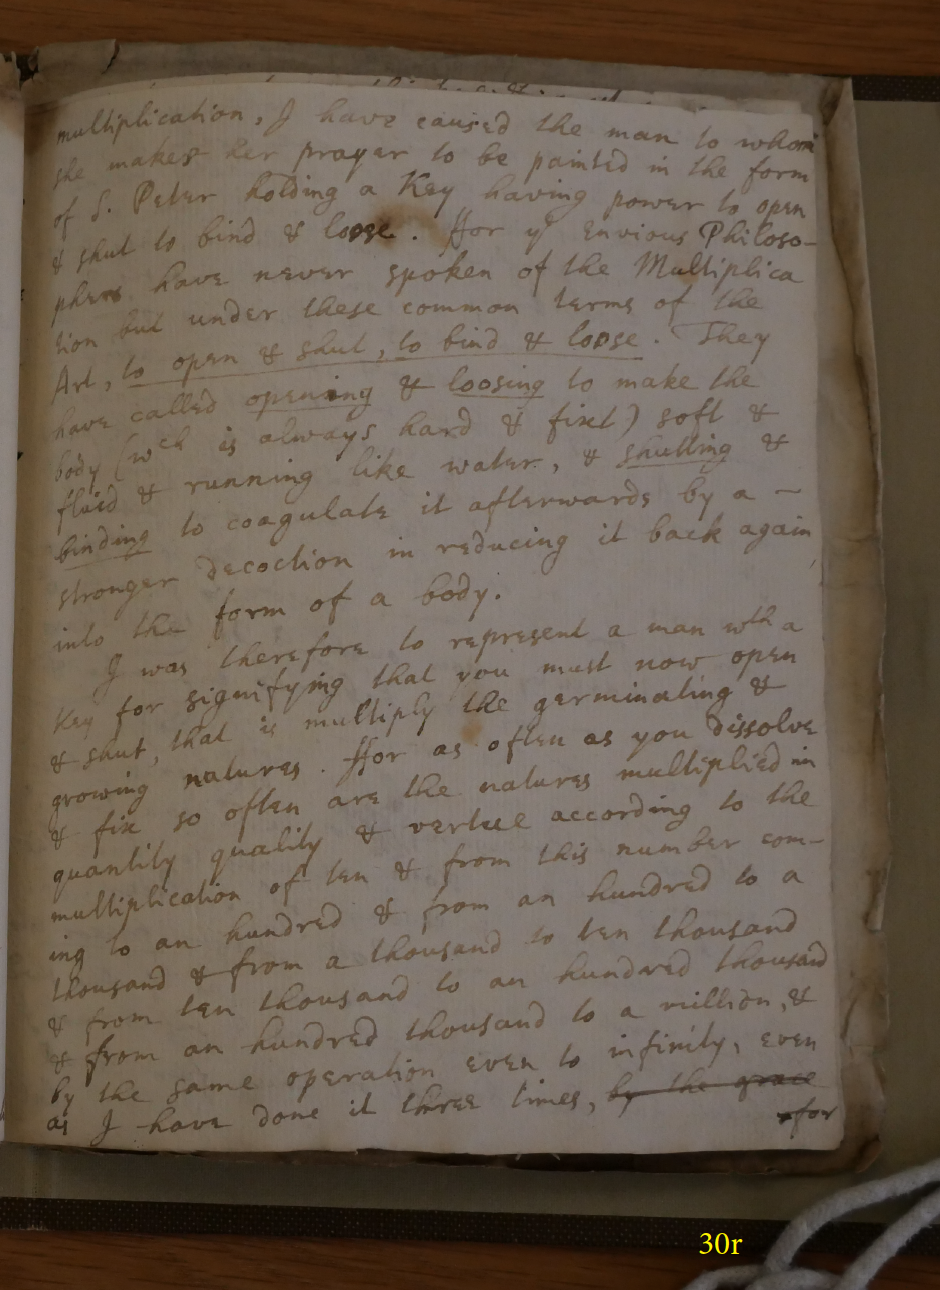 multiplication, I have caused the man to whom
she makes her prayer to be painted in the form
of S. Peter holding a Key having power to open
& shut to bind & loose. ffor ye Envious Philoso-
phers have never spoken of the Multiplica
tion but under these common terms of the
Art, to open & shut, to bind & loose. They
have called opening & loosing to make the
body (wch is always hard & fixt) soft &
fluid & running like water, & shutting &
binding to coagulate it afterwards by a –
stronger decoction in reducing it back again
into the form of a body.
I was therefore to represent a man wth a
Key for signifying that you must now open
& shut, that is multiply the germinating &
growing natures. ffor as often as you dissolve
& fix so often are the natures multiplied in
quantity quality & vertue according to the
multiplication of ten & from this number com-
ing to an hundred & from an hundred to a
thousand & from a thousand to ten thousand
& from ten thousand to an hundred thousand
& from an hundred thousand to a million, &
by the same operation even to infinity, even
as I have done it three times, by the grace
for
30r